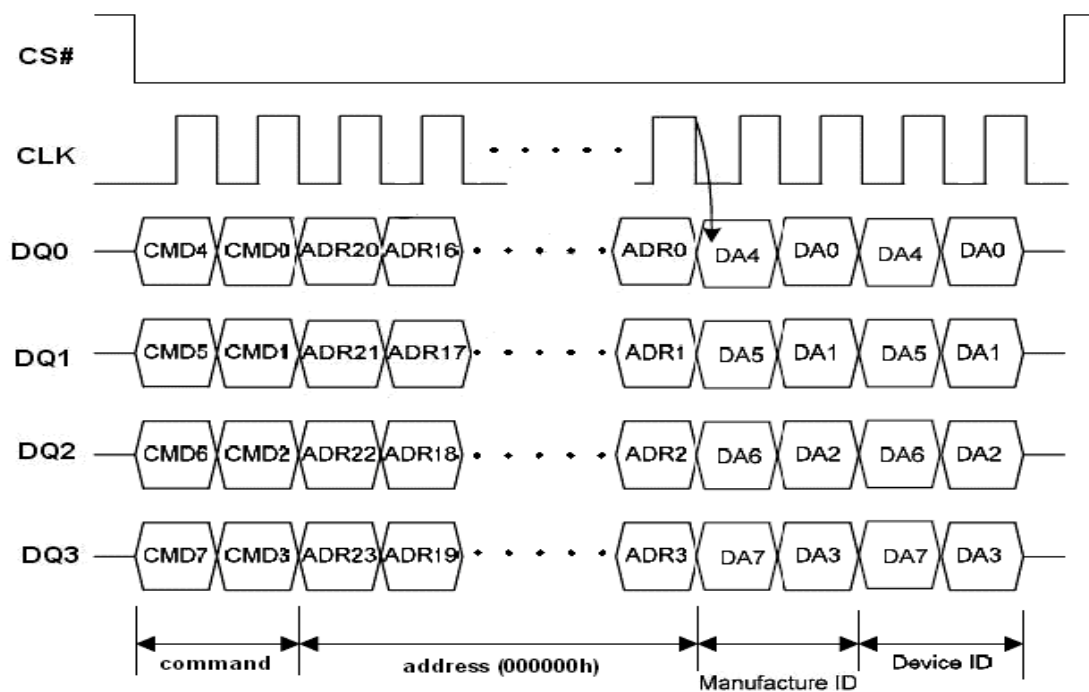 CS#
CLK
DQ0 CMD4 CMD0 ADR20 ADR16 ADR0 DA4 DA0 DA4 DA0
DQ1 CMD5 CMD1 ADR21 ADR17 ADR1 DA5 DA1 DA5 DA1
DQ2 CMD6 CMD2 ADR22 ADR18 ADR2 DA6 DA2 DA6 DA2
DQ3 CMD7 CMD3 ADR23 ADR19 ADR3 DA7 DA3 DA7 DA3
command address (000000h) Manufacture ID Device ID